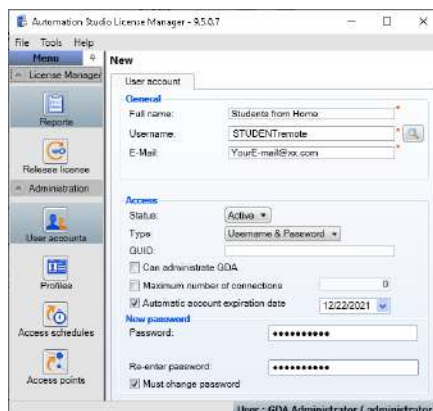 Automation Studio License Manager - 9.5.0.7
File Tools Help
Menu
New
License Manager
User account
General
Reports
Full name: Students from Home *
Username: STUDENTremote *
E-Mail: YourE-mail@xx.com *
Release license
Administration
Access
Status: Active
User accounts
Type: Username & Password
GUID:
Can administrate GDA
Profiles
Maximum number of connections 0
Automatic account expiration date 12/22/2021
New password
Access schedules
Password: ••••••••••
Re-enter password: ••••••••••
Access points
Must change password
User : GDA Administrator ( administrator